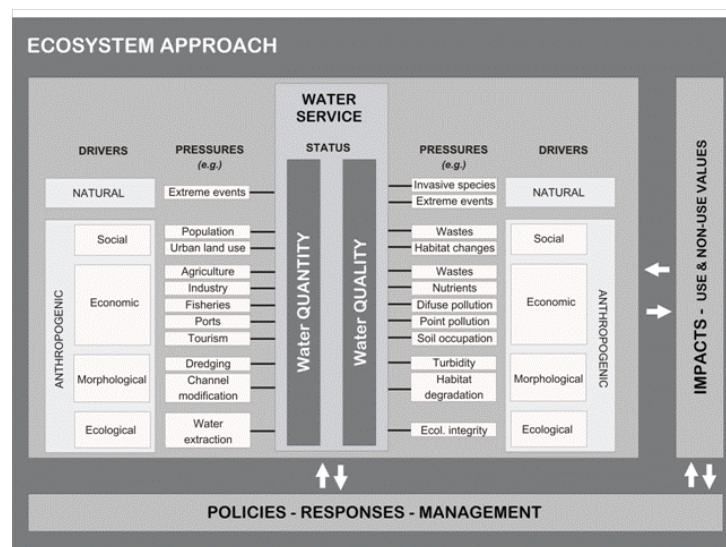 ECOSYSTEM APPROACH
WATER
SERVICE
STATUS
DRIVERS
PRESSURES
(e.g.)
NATURAL
Extreme events
ANTHROPOGENIC
Social
Population
Urban land use
Economic
Agriculture
Industry
Fisheries
Ports
Tourism
Morphological
Dredging
Channel
modification
Ecological
Water
extraction
Water QUANTITY
Water QUALITY
PRESSURES
(e.g.)
DRIVERS
Invasive species
Extreme events
NATURAL
Wastes
Habitat changes
Social
Wastes
Nutrients
Difuse pollution
Point pollution
Soil occupation
Economic
Turbidity
Habitat
degradation
Morphological
Ecol. integrity
Ecological
ANTHROPOGENIC
IMPACTS - USE & NON-USE VALUES
POLICIES - RESPONSES - MANAGEMENT